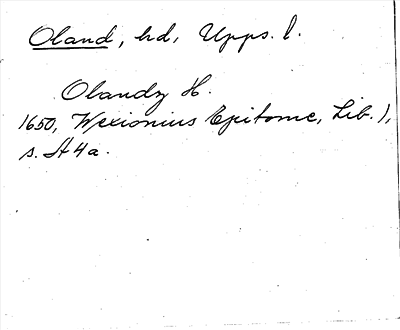 Oland, hd, Upps. l.
Olandz H.
1650, Wexionius Epitome, Lib. 1,
s. A4a.